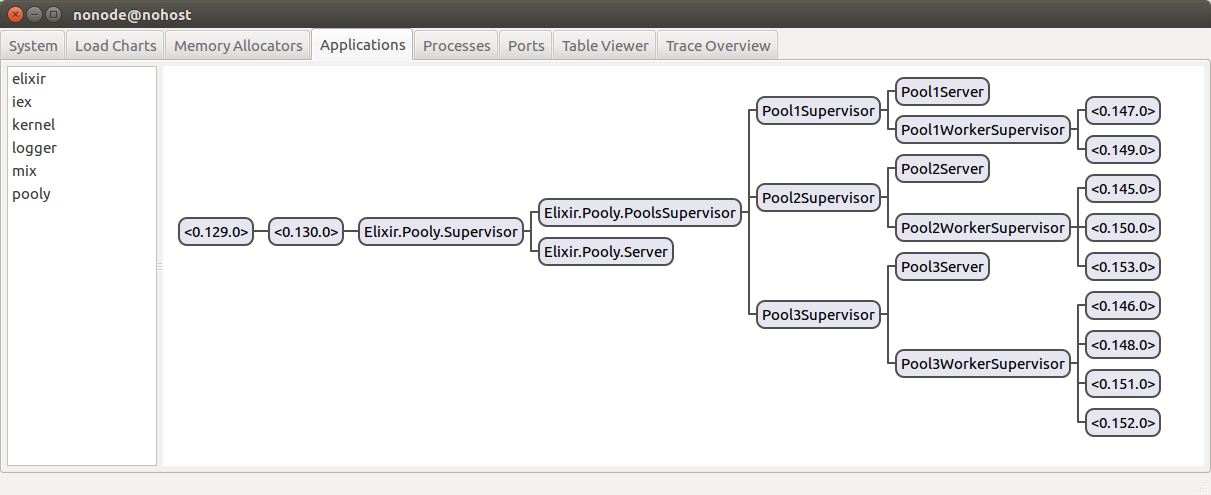 nonode@nohost
System
Load Charts
Memory Allocators
Applications
Processes
Ports
Table Viewer
Trace Overview
elixir
iex
kernel
logger
mix
pooly
<0.129.0>
<0.130.0>
Elixir.Pooly.Supervisor
Elixir.Pooly.PoolsSupervisor
Elixir.Pooly.Server
Pool1Supervisor
Pool1Server
Pool1WorkerSupervisor
<0.147.0>
<0.149.0>
Pool2Supervisor
Pool2Server
Pool2WorkerSupervisor
<0.145.0>
<0.150.0>
<0.153.0>
Pool3Supervisor
Pool3Server
Pool3WorkerSupervisor
<0.146.0>
<0.148.0>
<0.151.0>
<0.152.0>